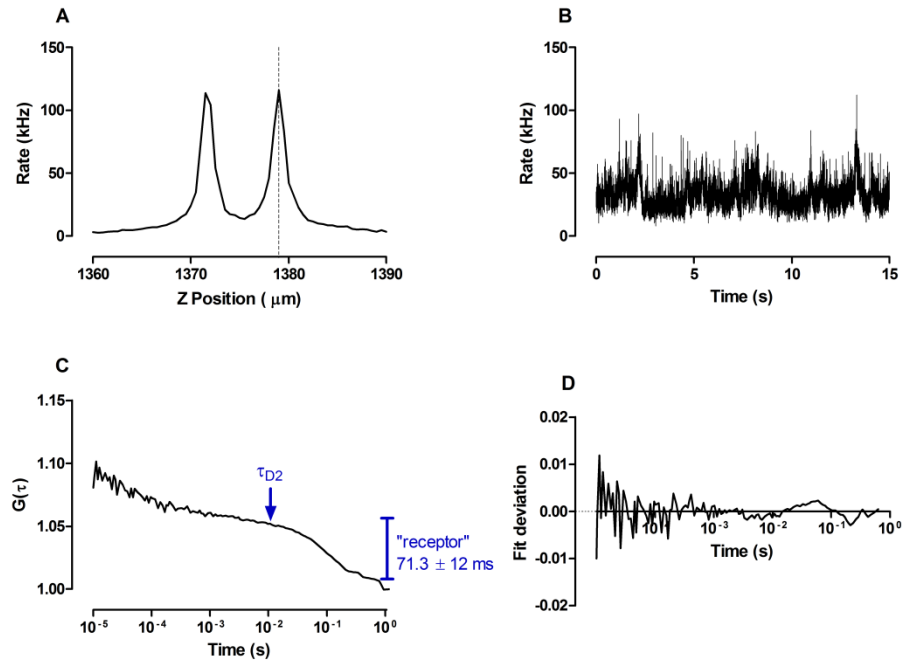 A
150
100
50
0
Rate (kHz)
1360 1370 1380 1390
Z Position ( μm)
B
150
100
50
0
Rate (kHz)
0 5 10 15
Time (s)
C
1.15
1.10
1.05
1.00
G(τ)
τD2
"receptor"
71.3 ± 12 ms
10⁻⁵ 10⁻⁴ 10⁻³ 10⁻² 10⁻¹ 10⁰
Time (s)
D
0.02
0.01
0.00
-0.01
-0.02
Fit deviation
10⁻³ 10⁻² 10⁻¹ 10⁰
Time (s)